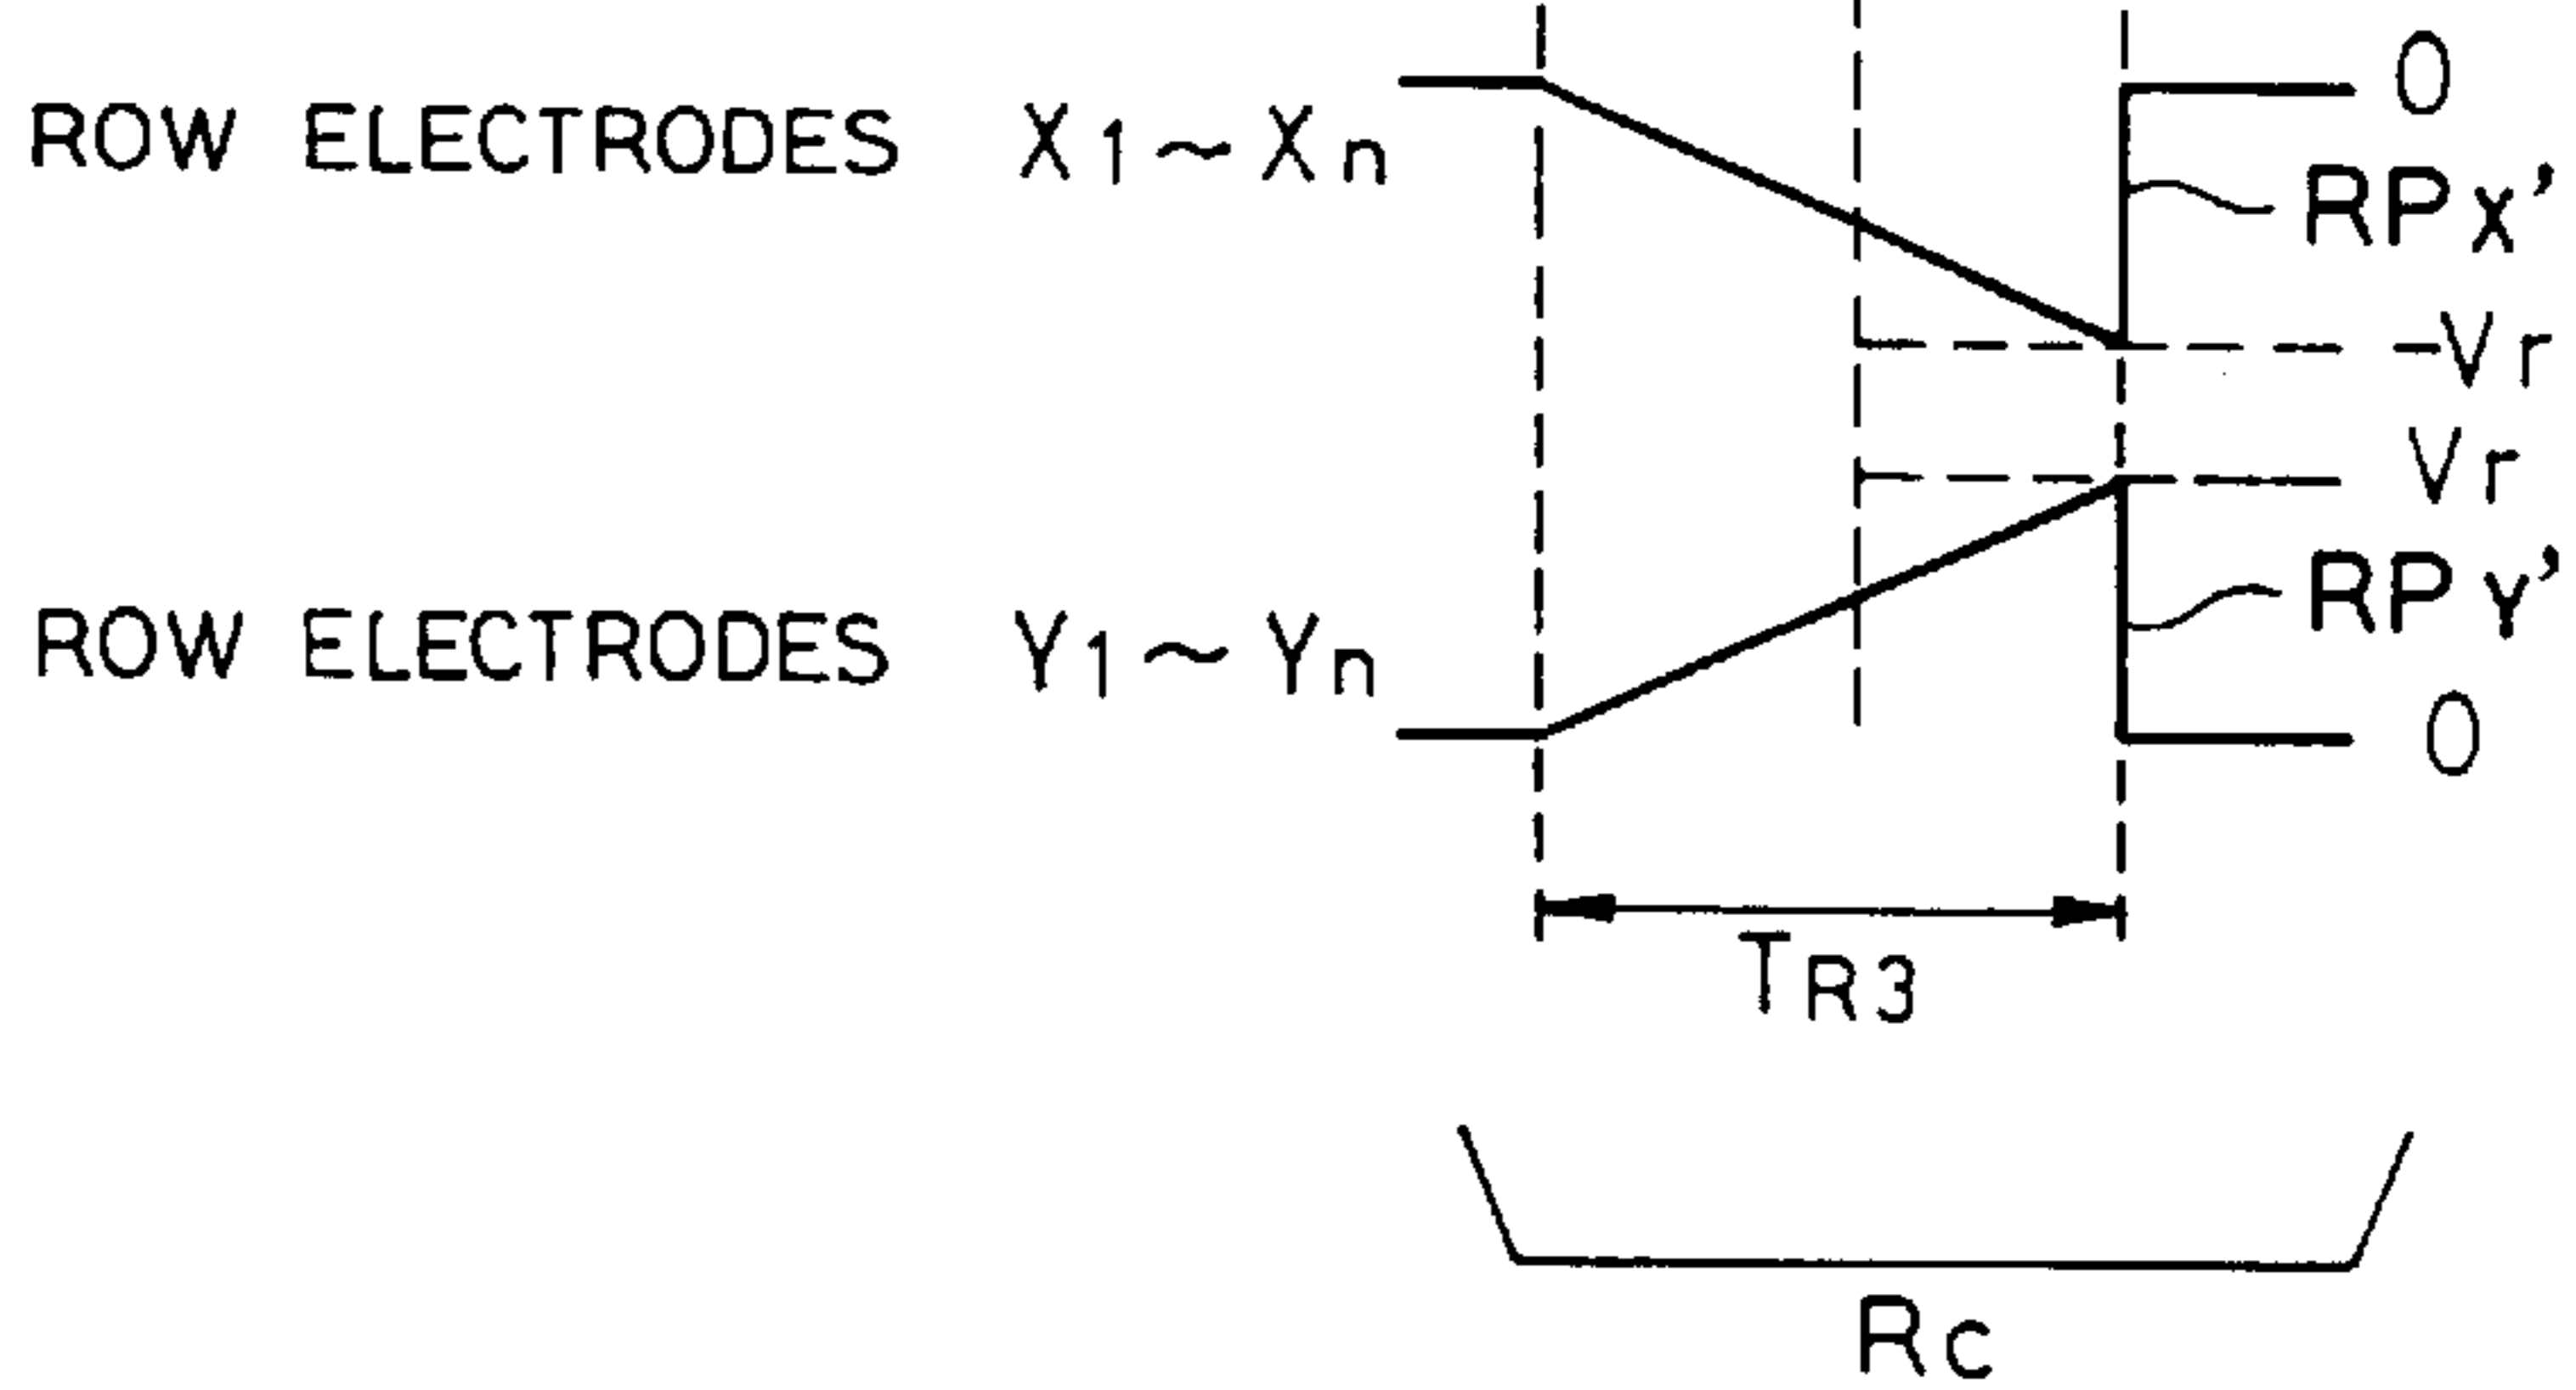 0
ROW ELECTRODES X1~Xn
RPX'
-Vr
Vr
RPY'
ROW ELECTRODES Y1~Yn
0
TR3
RC